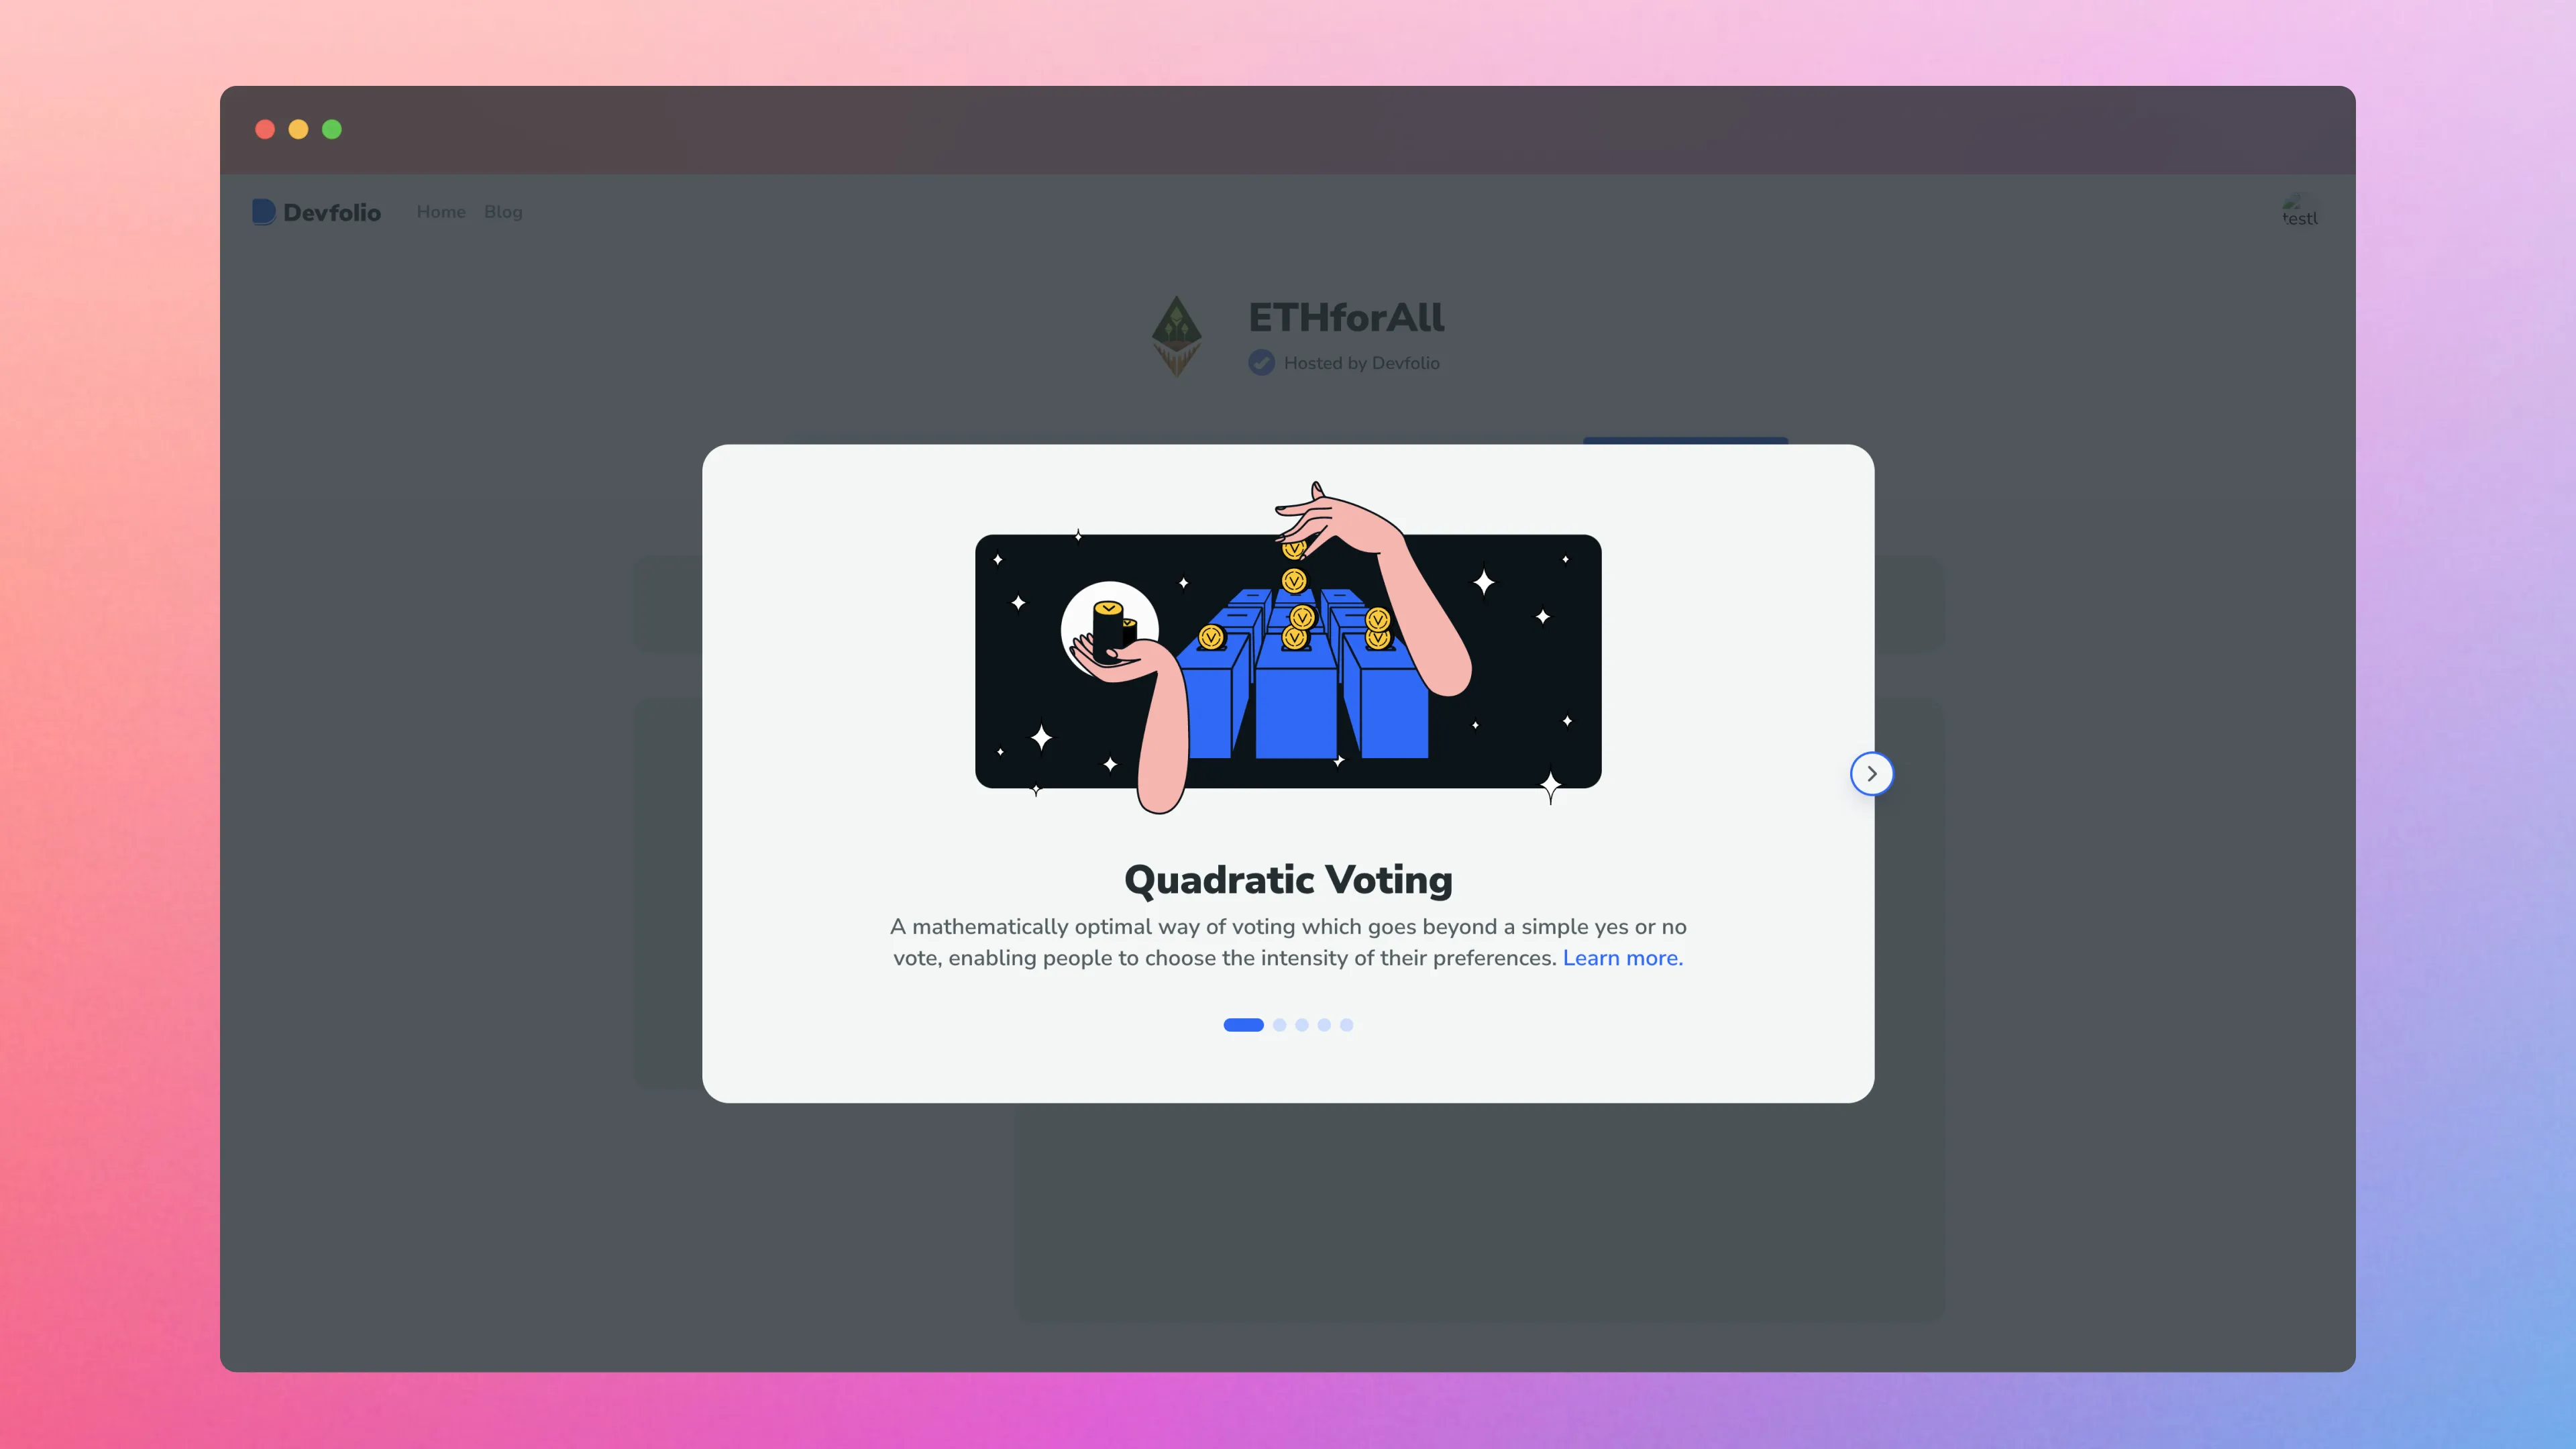 Devfolio Home Blog
testl
ETHforAll
Hosted by Devfolio
Quadratic Voting
A mathematically optimal way of voting which goes beyond a simple yes or no
vote, enabling people to choose the intensity of their preferences. Learn more.